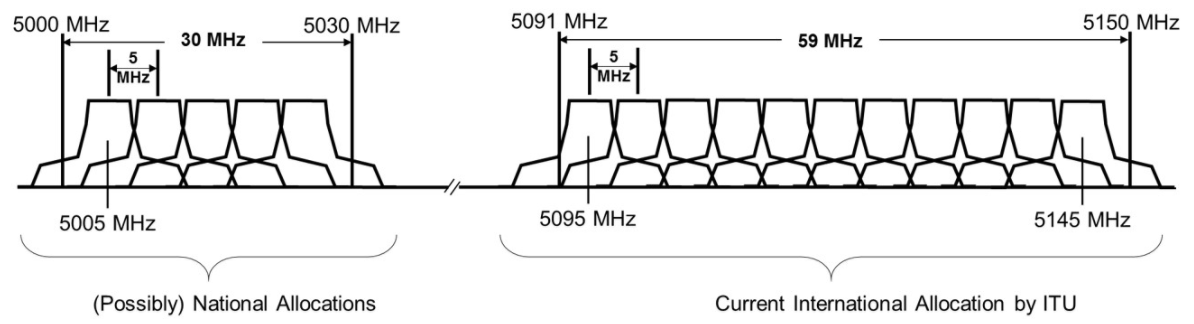 5000 MHz
5030 MHz
30 MHz
5
MHz
5005 MHz
(Possibly) National Allocations
5091 MHz
5150 MHz
59 MHz
5
MHz
5095 MHz
5145 MHz
Current International Allocation by ITU